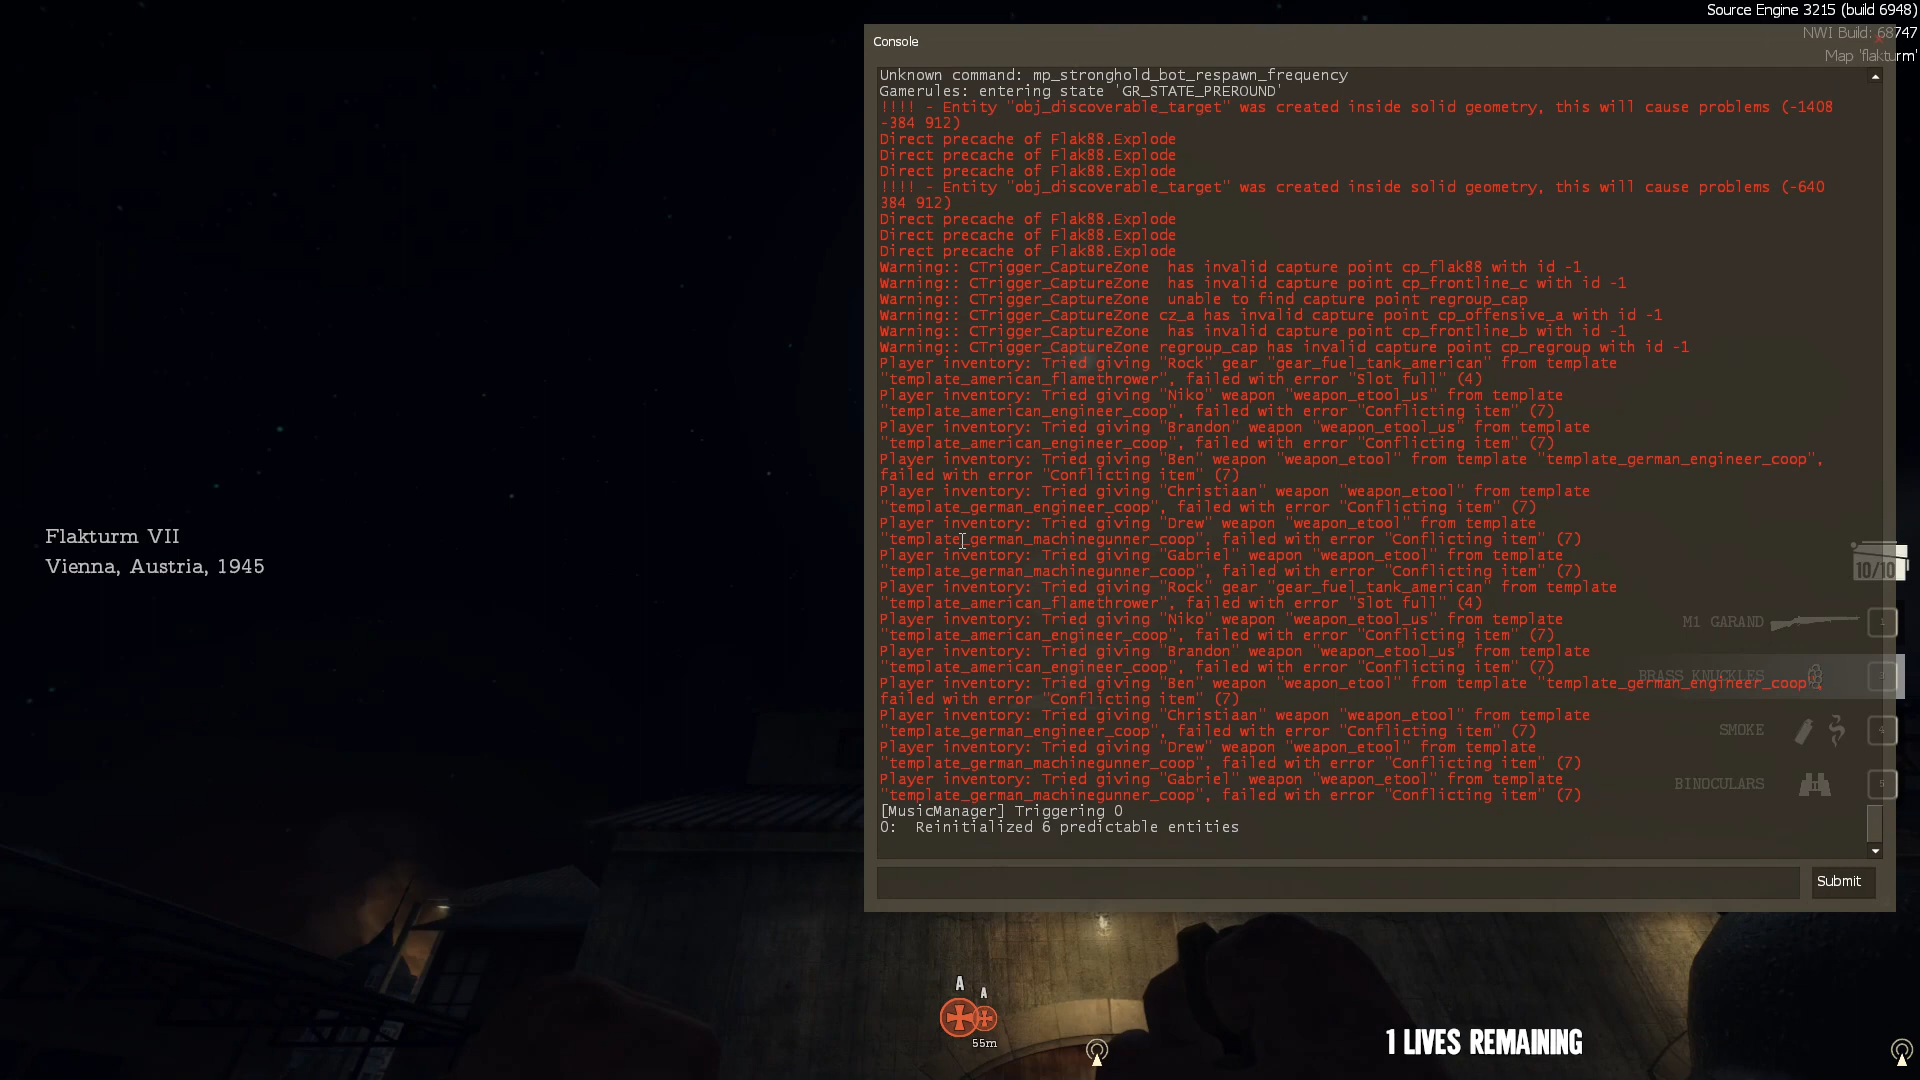 Source Engine 3215 (build 6948)
NWI Build: 68747
Map 'flakturm'
Console
Unknown command: mp_stronghold_bot_respawn_frequency
Gamerules: entering state 'GR_STATE_PREROUND'
!!!! - Entity "obj_discoverable_target" was created inside solid geometry, this will cause problems (-1408
-384 912)
Direct precache of Flak88.Explode
Direct precache of Flak88.Explode
Direct precache of Flak88.Explode
!!!! - Entity "obj_discoverable_target" was created inside solid geometry, this will cause problems (-640
384 912)
Direct precache of Flak88.Explode
Direct precache of Flak88.Explode
Direct precache of Flak88.Explode
Warning:: CTrigger_CaptureZone  has invalid capture point cp_flak88 with id -1
Warning:: CTrigger_CaptureZone  has invalid capture point cp_frontline_c with id -1
Warning:: CTrigger_CaptureZone  unable to find capture point regroup_cap
Warning:: CTrigger_CaptureZone cz_a has invalid capture point cp_offensive_a with id -1
Warning:: CTrigger_CaptureZone  has invalid capture point cp_frontline_b with id -1
Warning:: CTrigger_CaptureZone regroup_cap has invalid capture point cp_regroup with id -1
Player inventory: Tried giving "Rock" gear "gear_fuel_tank_american" from template
"template_american_flamethrower", failed with error "Slot full" (4)
Player inventory: Tried giving "Niko" weapon "weapon_etool_us" from template
"template_american_engineer_coop", failed with error "Conflicting item" (7)
Player inventory: Tried giving "Brandon" weapon "weapon_etool_us" from template
"template_american_engineer_coop", failed with error "Conflicting item" (7)
Player inventory: Tried giving "Ben" weapon "weapon_etool" from template "template_german_engineer_coop",
failed with error "Conflicting item" (7)
Player inventory: Tried giving "Christiaan" weapon "weapon_etool" from template
"template_german_engineer_coop", failed with error "Conflicting item" (7)
Player inventory: Tried giving "Drew" weapon "weapon_etool" from template
"template_german_machinegunner_coop", failed with error "Conflicting item" (7)
Player inventory: Tried giving "Gabriel" weapon "weapon_etool" from template
"template_german_machinegunner_coop", failed with error "Conflicting item" (7)
Player inventory: Tried giving "Rock" gear "gear_fuel_tank_american" from template
"template_american_flamethrower", failed with error "Slot full" (4)
Player inventory: Tried giving "Niko" weapon "weapon_etool_us" from template
"template_american_engineer_coop", failed with error "Conflicting item" (7)
Player inventory: Tried giving "Brandon" weapon "weapon_etool_us" from template
"template_american_engineer_coop", failed with error "Conflicting item" (7)
Player inventory: Tried giving "Ben" weapon "weapon_etool" from template "template_german_engineer_coop",
failed with error "Conflicting item" (7)
Player inventory: Tried giving "Christiaan" weapon "weapon_etool" from template
"template_german_engineer_coop", failed with error "Conflicting item" (7)
Player inventory: Tried giving "Drew" weapon "weapon_etool" from template
"template_german_machinegunner_coop", failed with error "Conflicting item" (7)
Player inventory: Tried giving "Gabriel" weapon "weapon_etool" from template
"template_german_machinegunner_coop", failed with error "Conflicting item" (7)
[MusicManager] Triggering 0
0:  Reinitialized 6 predictable entities
Submit
Flakturm VII
Vienna, Austria, 1945
10/10
M1 GARAND 1
BRASS KNUCKLES 3
SMOKE 4
BINOCULARS 5
A
A
55m
1 LIVES REMAINING